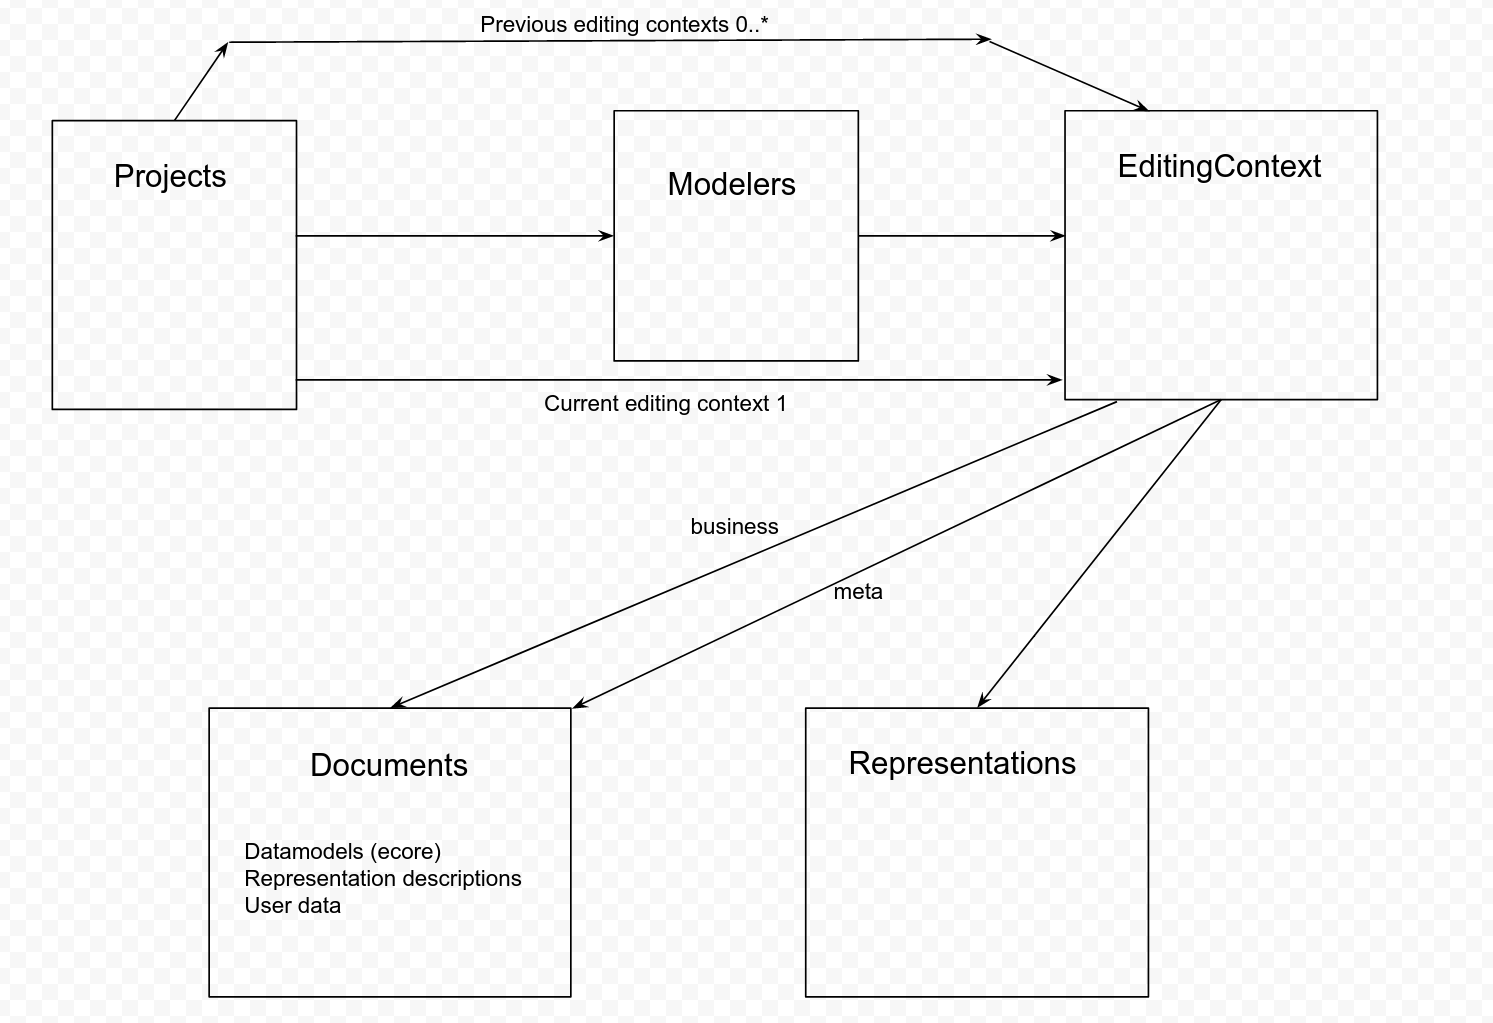 Previous editing contexts 0..*
Projects
Modelers
EditingContext
Current editing context 1
business
meta
Documents
Datamodels (ecore)
Representation descriptions
User data
Representations